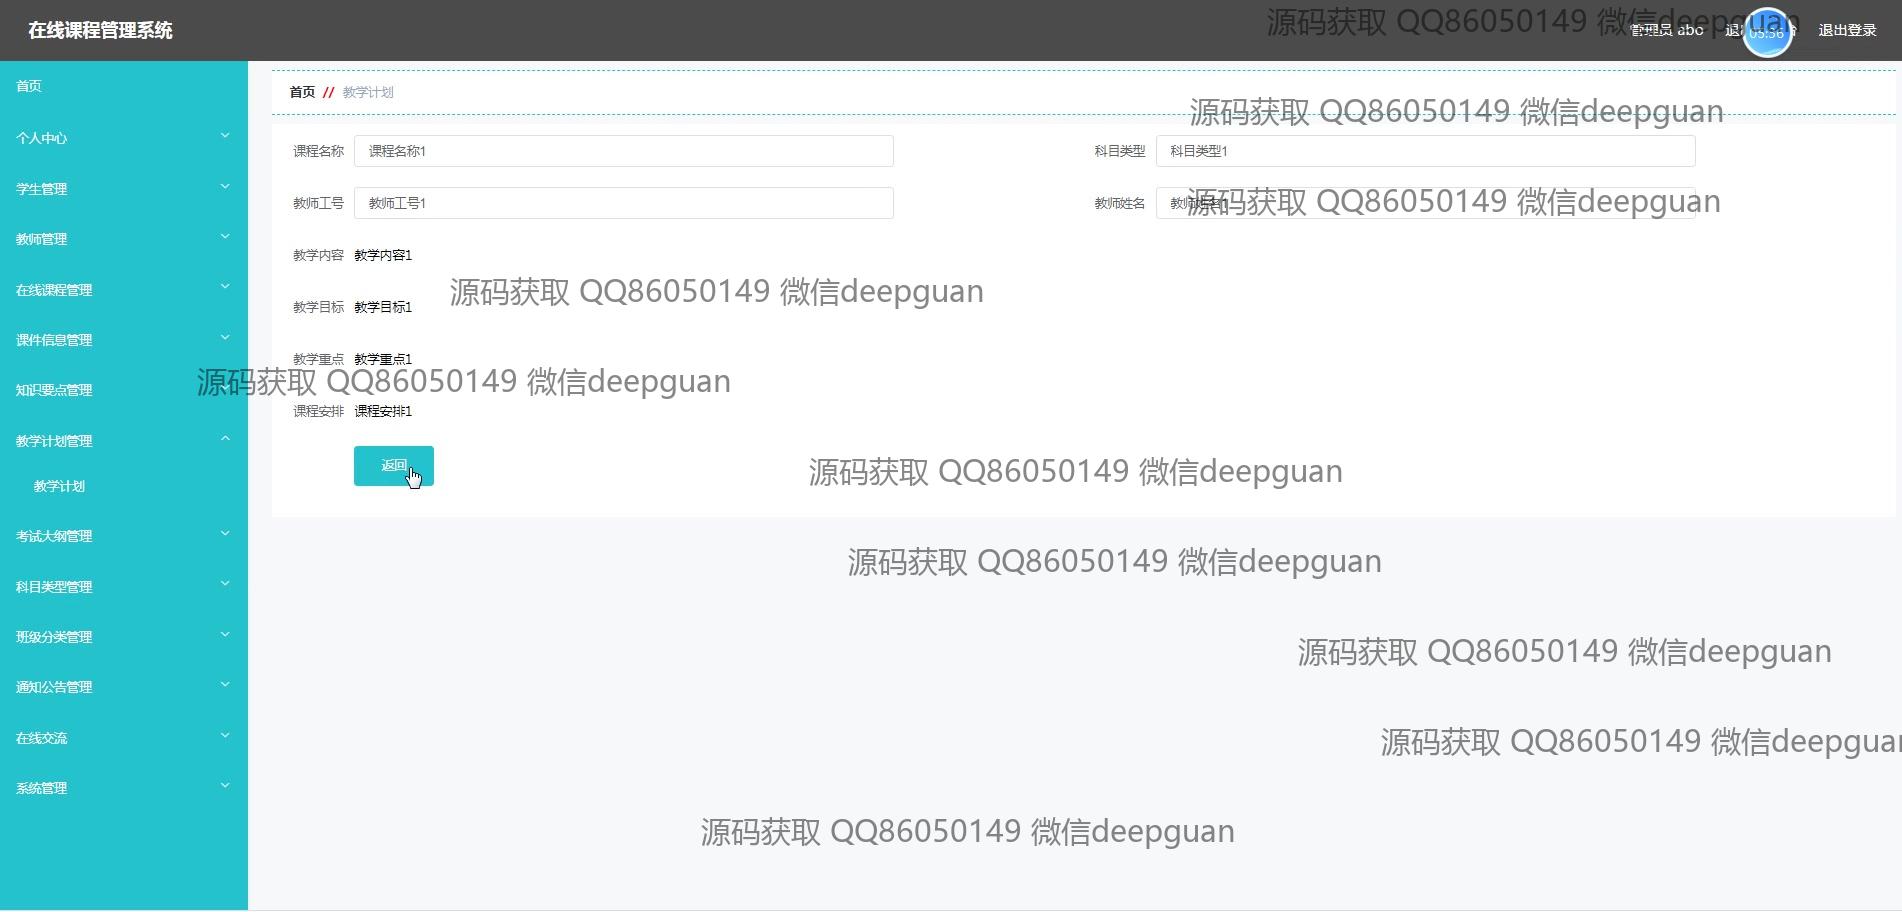 在线课程管理系统
源码获取 QQ86050149 微信deepguan
管理员 abo
05:36
退出登录
首页
个人中心
学生管理
教师管理
在线课程管理
课件信息管理
知识要点管理
教学计划管理
教学计划
考试大纲管理
科目类型管理
班级分类管理
通知公告管理
在线交流
系统管理
首页 // 教学计划
源码获取 QQ86050149 微信deepguan
课程名称 课程名称1
科目类型 科目类型1
教师工号 教师工号1
教师姓名 教师姓名1
源码获取 QQ86050149 微信deepguan
教学内容 教学内容1
源码获取 QQ86050149 微信deepguan
教学目标 教学目标1
教学重点 教学重点1
源码获取 QQ86050149 微信deepguan
课程安排 课程安排1
返回
源码获取 QQ86050149 微信deepguan
源码获取 QQ86050149 微信deepguan
源码获取 QQ86050149 微信deepguan
源码获取 QQ86050149 微信deepguan
源码获取 QQ86050149 微信deepguan